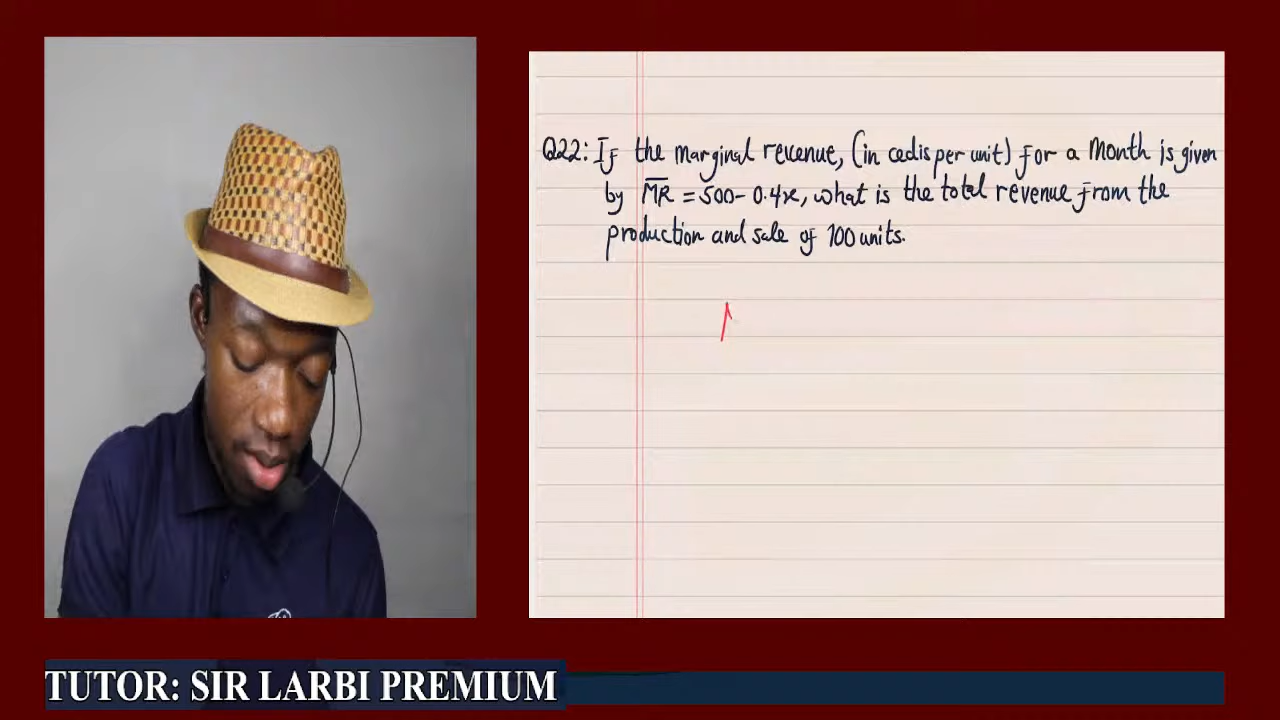 Q22: If the marginal revenue, (in cedis per unit) for a Month is given
by M̅R̅ = 500 - 0.4x, what is the total revenue from the
production and sale of 100 units.
TUTOR: SIR LARBI PREMIUM